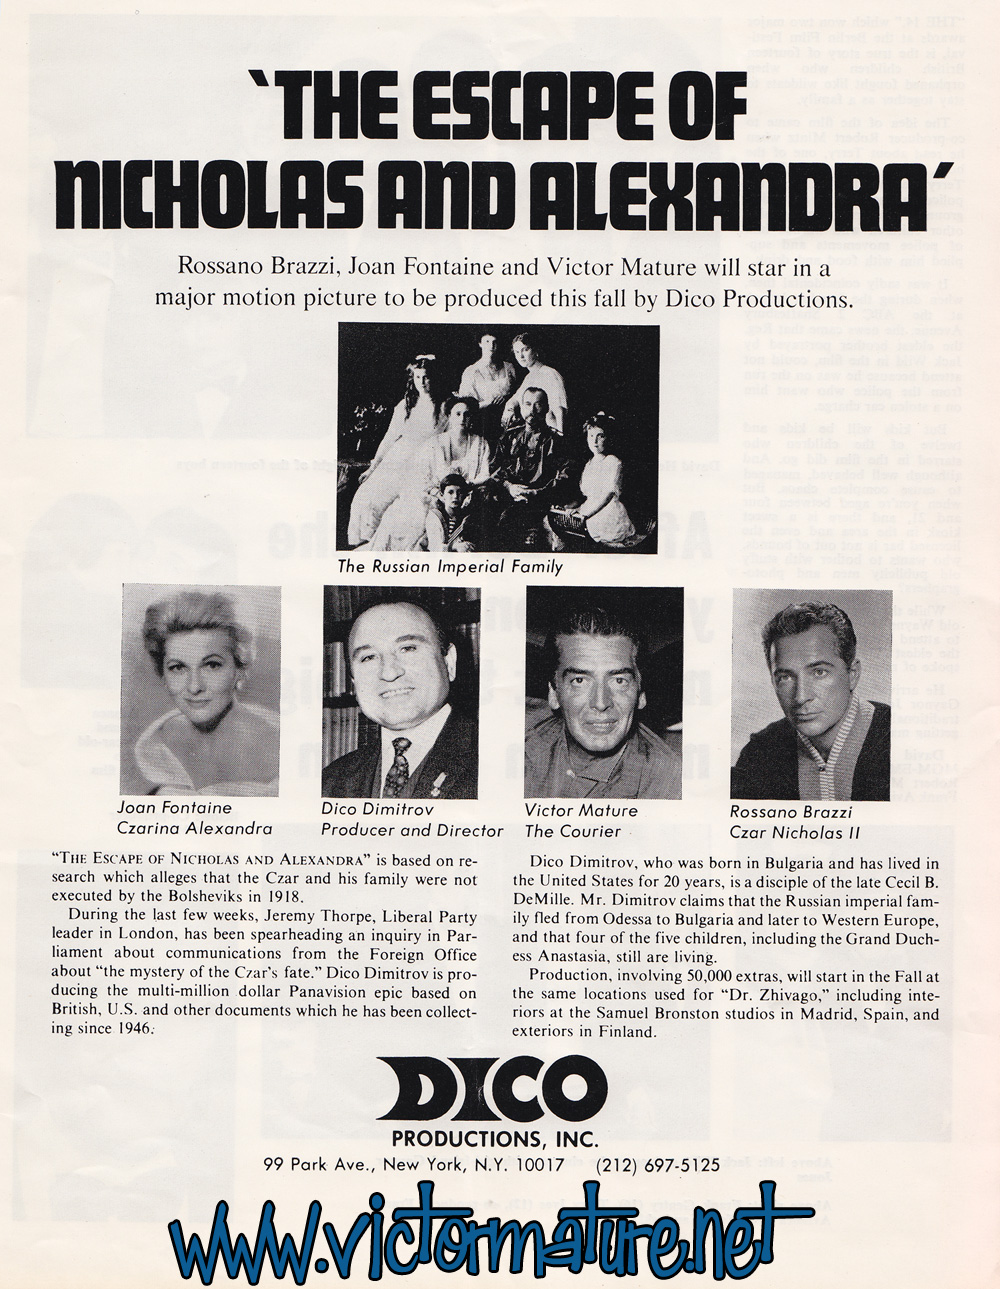 ‘THE ESCAPE OF
NICHOLAS AND ALEXANDRA’
Rossano Brazzi, Joan Fontaine and Victor Mature will star in a
major motion picture to be produced this fall by Dico Productions.
The Russian Imperial Family
Joan Fontaine
Czarina Alexandra
Dico Dimitrov
Producer and Director
Victor Mature
The Courier
Rossano Brazzi
Czar Nicholas II
“THE ESCAPE OF NICHOLAS AND ALEXANDRA” is based on re-
search which alleges that the Czar and his family were not
executed by the Bolsheviks in 1918.
During the last few weeks, Jeremy Thorpe, Liberal Party
leader in London, has been spearheading an inquiry in Par-
liament about communications from the Foreign Office
about “the mystery of the Czar’s fate.” Dico Dimitrov is pro-
ducing the multi-million dollar Panavision epic based on
British, U.S. and other documents which he has been collect-
ing since 1946.
Dico Dimitrov, who was born in Bulgaria and has lived in
the United States for 20 years, is a disciple of the late Cecil B.
DeMille. Mr. Dimitrov claims that the Russian imperial fam-
ily fled from Odessa to Bulgaria and later to Western Europe,
and that four of the five children, including the Grand Duch-
ess Anastasia, still are living.
Production, involving 50,000 extras, will start in the Fall at
the same locations used for “Dr. Zhivago,” including inte-
riors at the Samuel Bronston studios in Madrid, Spain, and
exteriors in Finland.
DICO
PRODUCTIONS, INC.
99 Park Ave., New York, N.Y. 10017 (212) 697-5125
www.victormature.net